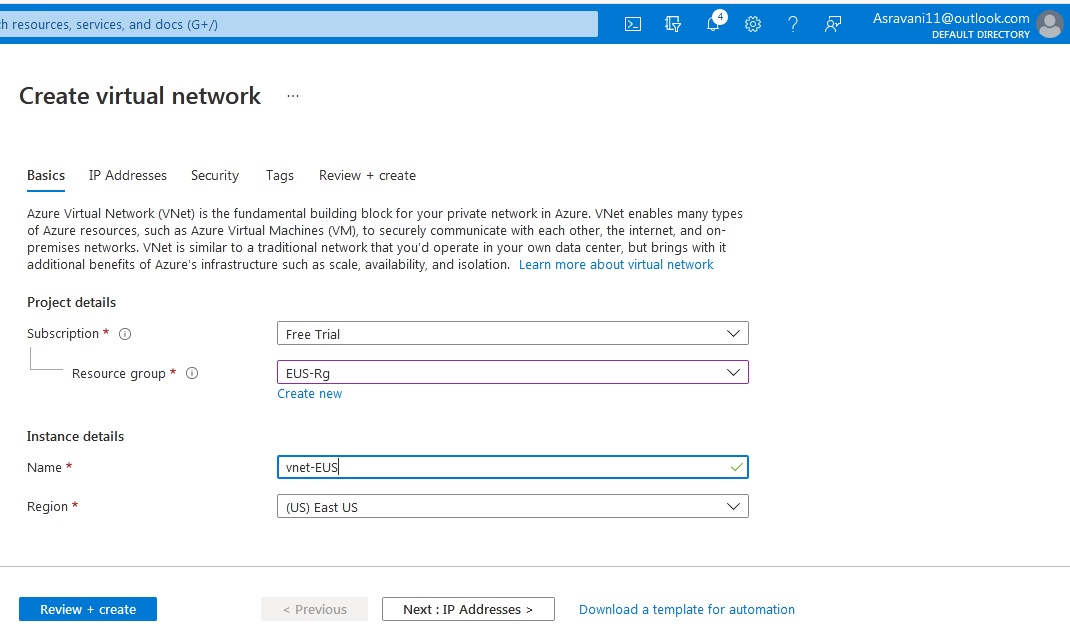 ch resources, services, and docs (G+/)
4
Asravani11@outlook.com
DEFAULT DIRECTORY
Create virtual network ...
Basics IP Addresses Security Tags Review + create
Azure Virtual Network (VNet) is the fundamental building block for your private network in Azure. VNet enables many types
of Azure resources, such as Azure Virtual Machines (VM), to securely communicate with each other, the internet, and on-
premises networks. VNet is similar to a traditional network that you'd operate in your own data center, but brings with it
additional benefits of Azure's infrastructure such as scale, availability, and isolation. Learn more about virtual network
Project details
Subscription * Free Trial
Resource group * EUS-Rg
Create new
Instance details
Name * vnet-EUS
Region * (US) East US
Review + create < Previous Next : IP Addresses > Download a template for automation